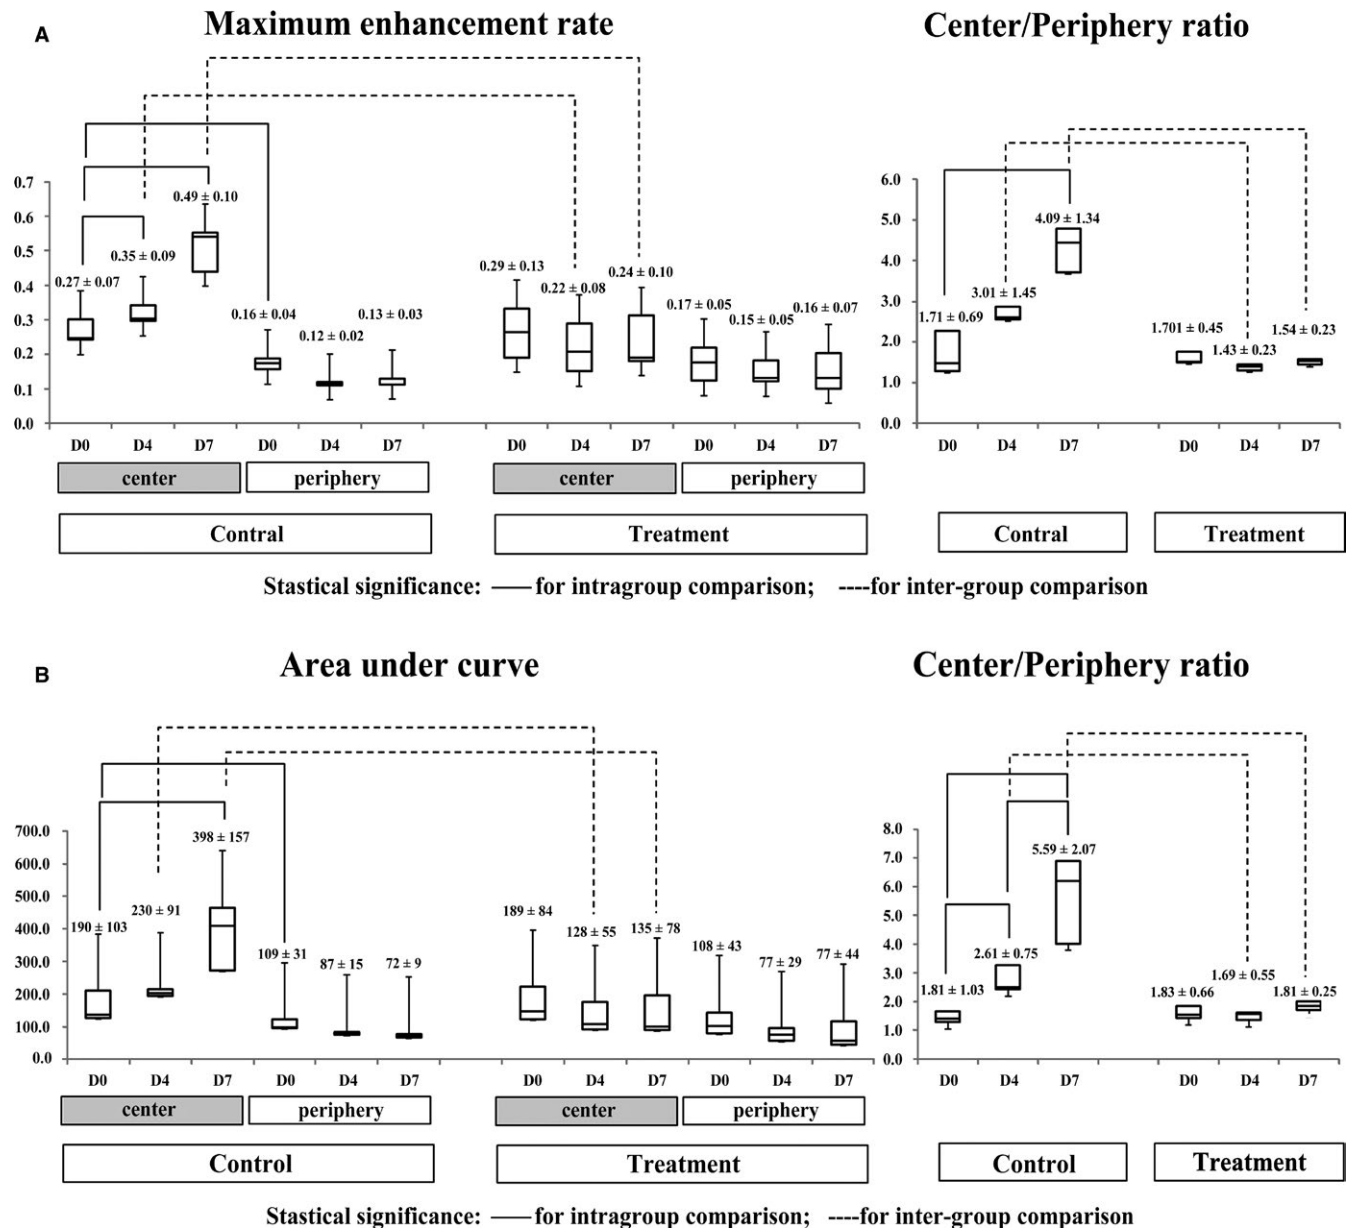 A
Maximum enhancement rate
Center/Periphery ratio
0.7
0.6
0.5
0.4
0.3
0.2
0.1
0.0
0.27 ± 0.07
0.35 ± 0.09
0.49 ± 0.10
0.16 ± 0.04
0.12 ± 0.02
0.13 ± 0.03
0.29 ± 0.13
0.22 ± 0.08
0.24 ± 0.10
0.17 ± 0.05
0.15 ± 0.05
0.16 ± 0.07
D0 D4 D7 D0 D4 D7 D0 D4 D7 D0 D4 D7
center periphery center periphery
Contral Treatment
6.0
5.0
4.0
3.0
2.0
1.0
0.0
1.71 ± 0.69
3.01 ± 1.45
4.09 ± 1.34
1.701 ± 0.45
1.43 ± 0.23
1.54 ± 0.23
D0 D4 D7 D0 D4 D7
Contral Treatment
Stastical significance: —— for intragroup comparison; ----for inter-group comparison
B
Area under curve
Center/Periphery ratio
700.0
600.0
500.0
400.0
300.0
200.0
100.0
0.0
190 ± 103
230 ± 91
398 ± 157
109 ± 31
87 ± 15
72 ± 9
189 ± 84
128 ± 55
135 ± 78
108 ± 43
77 ± 29
77 ± 44
D0 D4 D7 D0 D4 D7 D0 D4 D7 D0 D4 D7
center periphery center periphery
Control Treatment
8.0
7.0
6.0
5.0
4.0
3.0
2.0
1.0
0.0
1.81 ± 1.03
2.61 ± 0.75
5.59 ± 2.07
1.83 ± 0.66
1.69 ± 0.55
1.81 ± 0.25
D0 D4 D7 D0 D4 D7
Control Treatment
Stastical significance: —— for intragroup comparison; ----for inter-group comparison